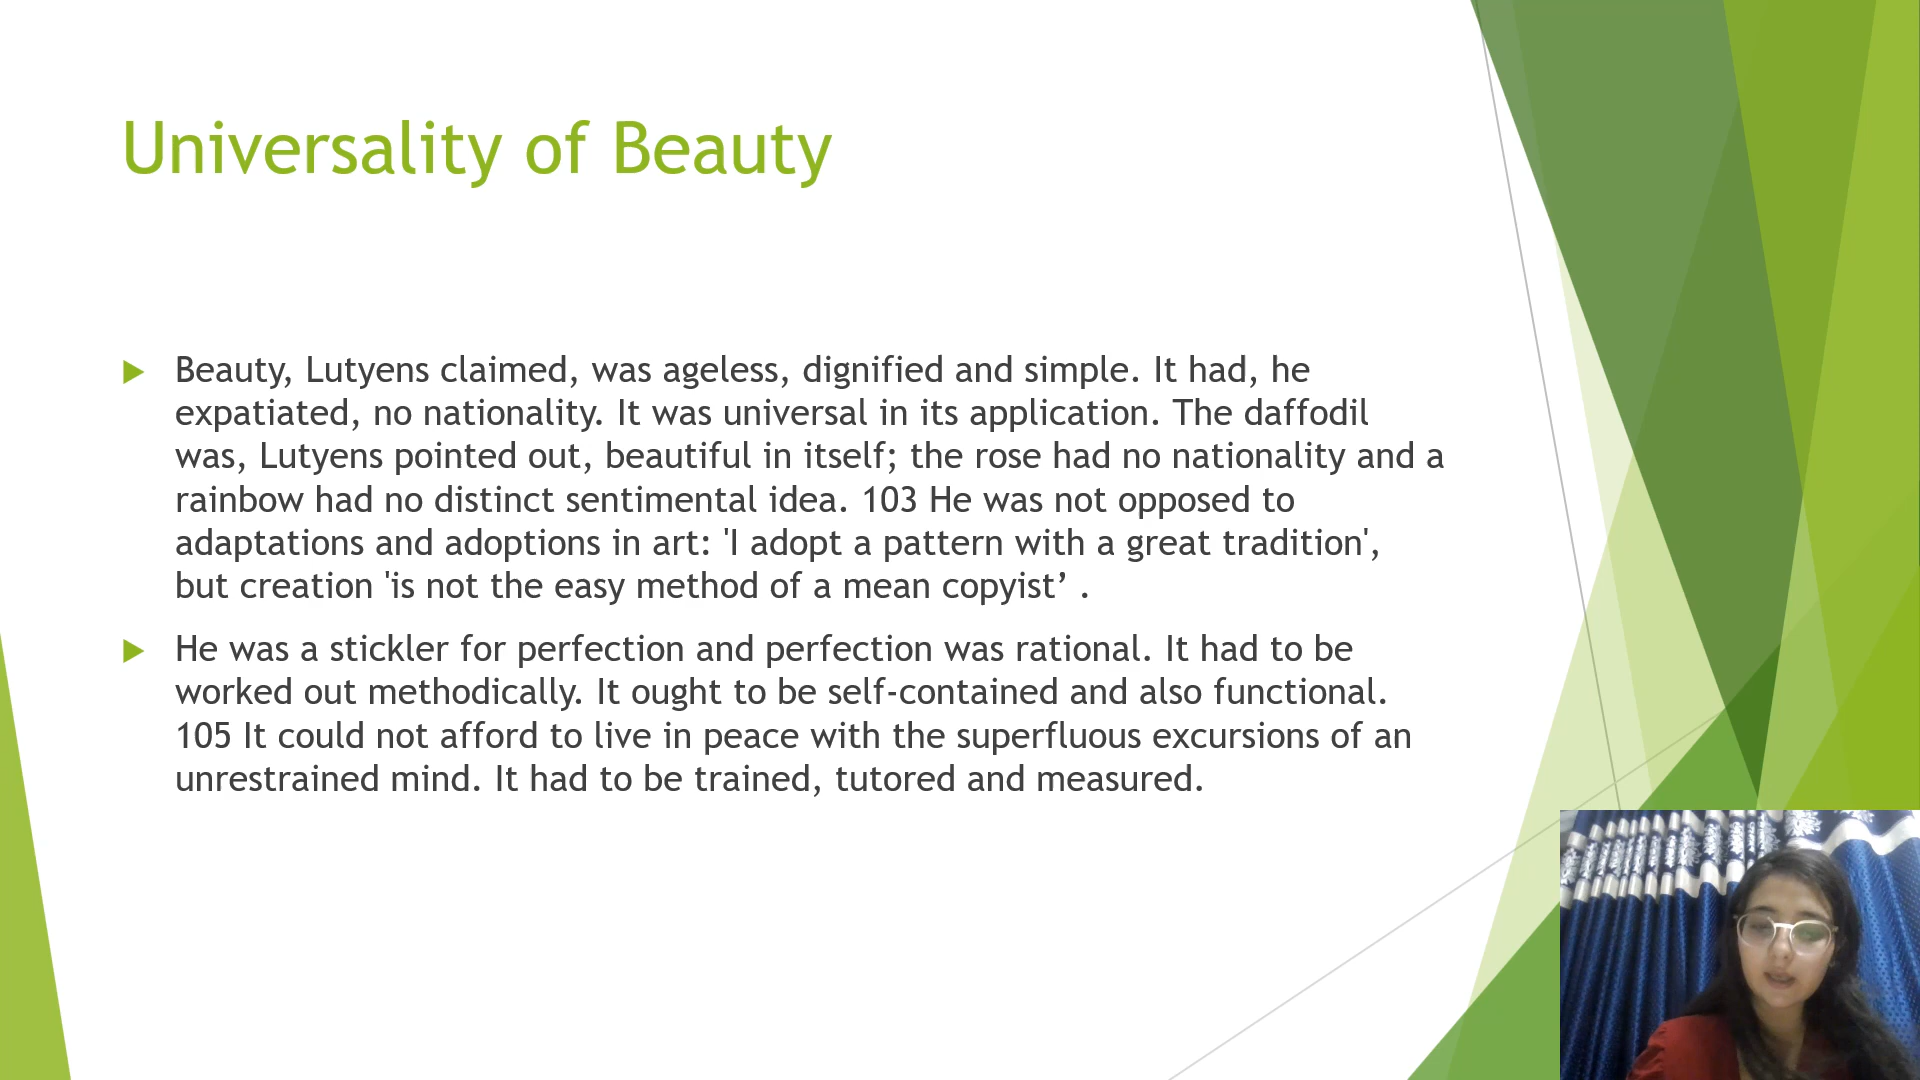 Universality of Beauty
Beauty, Lutyens claimed, was ageless, dignified and simple. It had, he
expatiated, no nationality. It was universal in its application. The daffodil
was, Lutyens pointed out, beautiful in itself; the rose had no nationality and a
rainbow had no distinct sentimental idea. 103 He was not opposed to
adaptations and adoptions in art: 'I adopt a pattern with a great tradition',
but creation 'is not the easy method of a mean copyist’ .
He was a stickler for perfection and perfection was rational. It had to be
worked out methodically. It ought to be self-contained and also functional.
105 It could not afford to live in peace with the superfluous excursions of an
unrestrained mind. It had to be trained, tutored and measured.